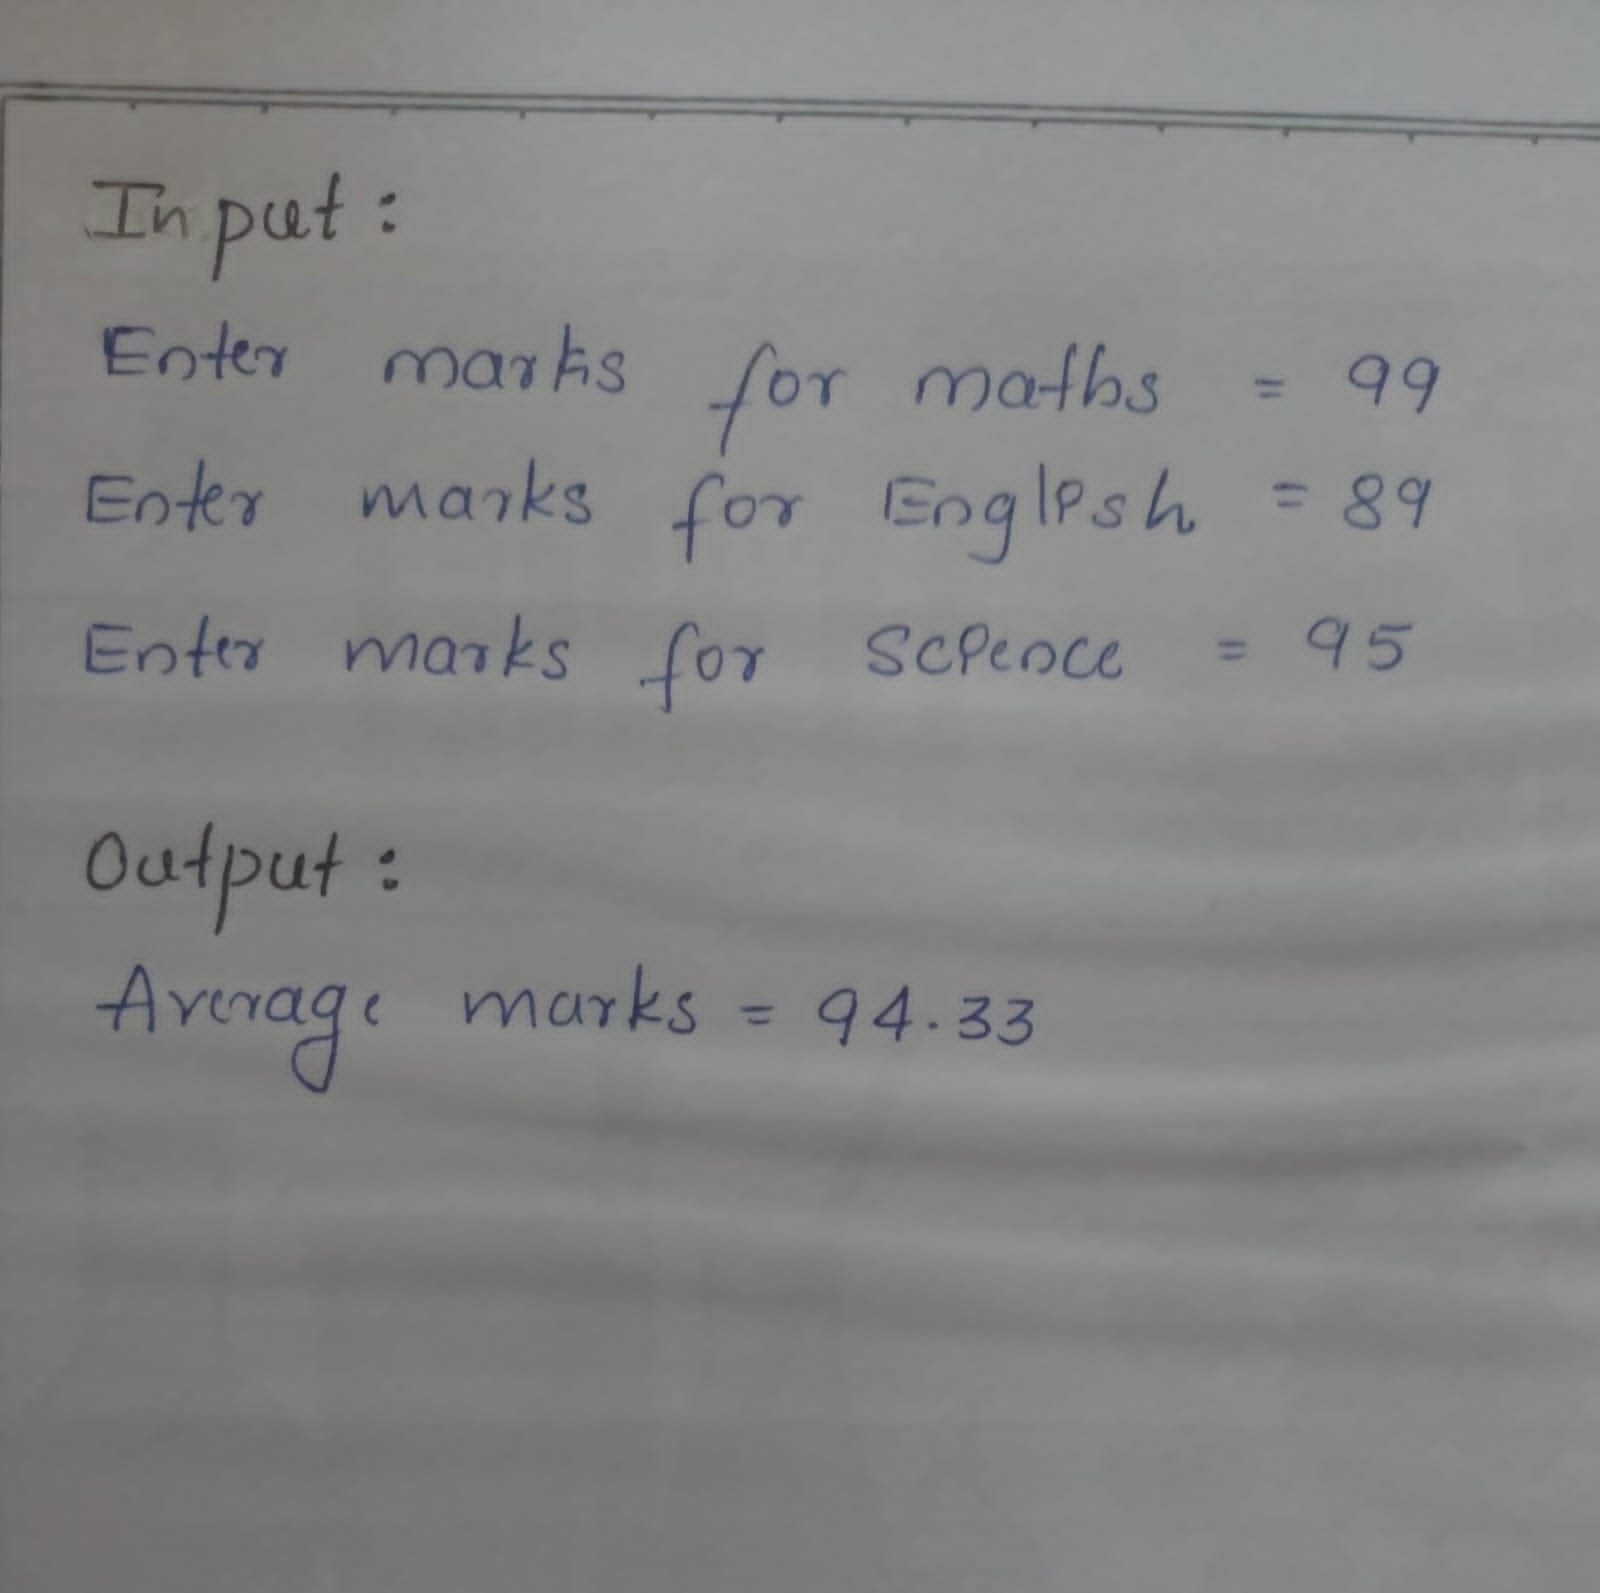 Input :
Enter marks for maths = 99
Enter marks for English = 89
Enter marks for Science = 95
Output :
Average marks = 94.33